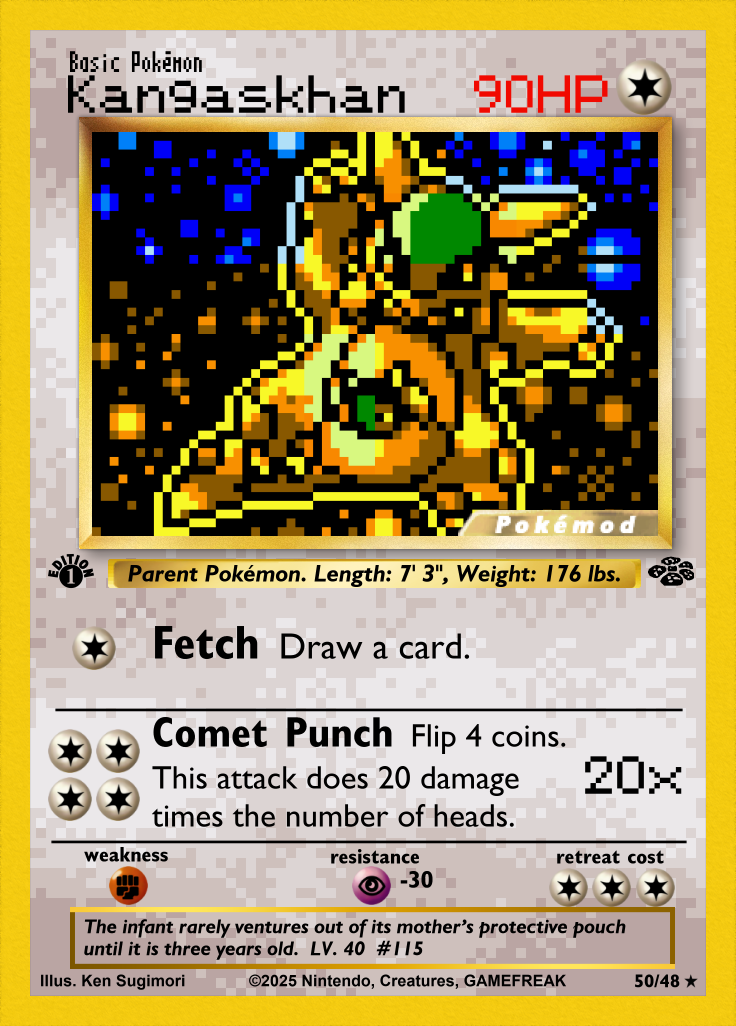 Basic Pokémon
Kangaskhan 90HP
Pokémod
EDITION 1
Parent Pokémon. Length: 7' 3", Weight: 176 lbs.
Fetch Draw a card.
Comet Punch Flip 4 coins.
This attack does 20 damage
times the number of heads.
20x
weakness resistance retreat cost
-30
The infant rarely ventures out of its mother's protective pouch
until it is three years old. LV. 40 #115
Illus. Ken Sugimori ©2025 Nintendo, Creatures, GAMEFREAK 50/48 ★